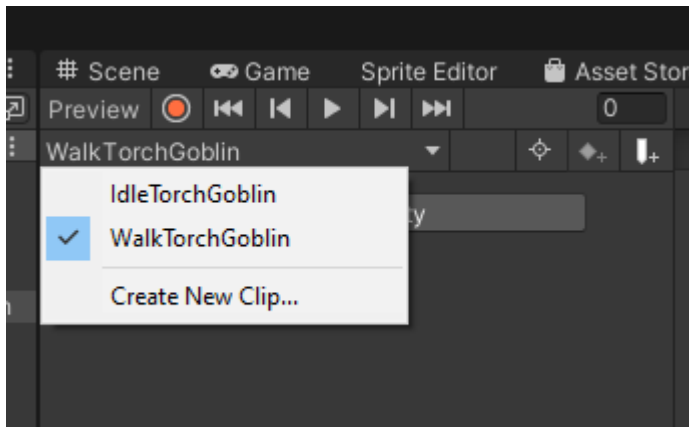 # Scene Game Sprite Editor Asset Stor
Preview 0
WalkTorchGoblin
IdleTorchGoblin
ty
WalkTorchGoblin
Create New Clip...